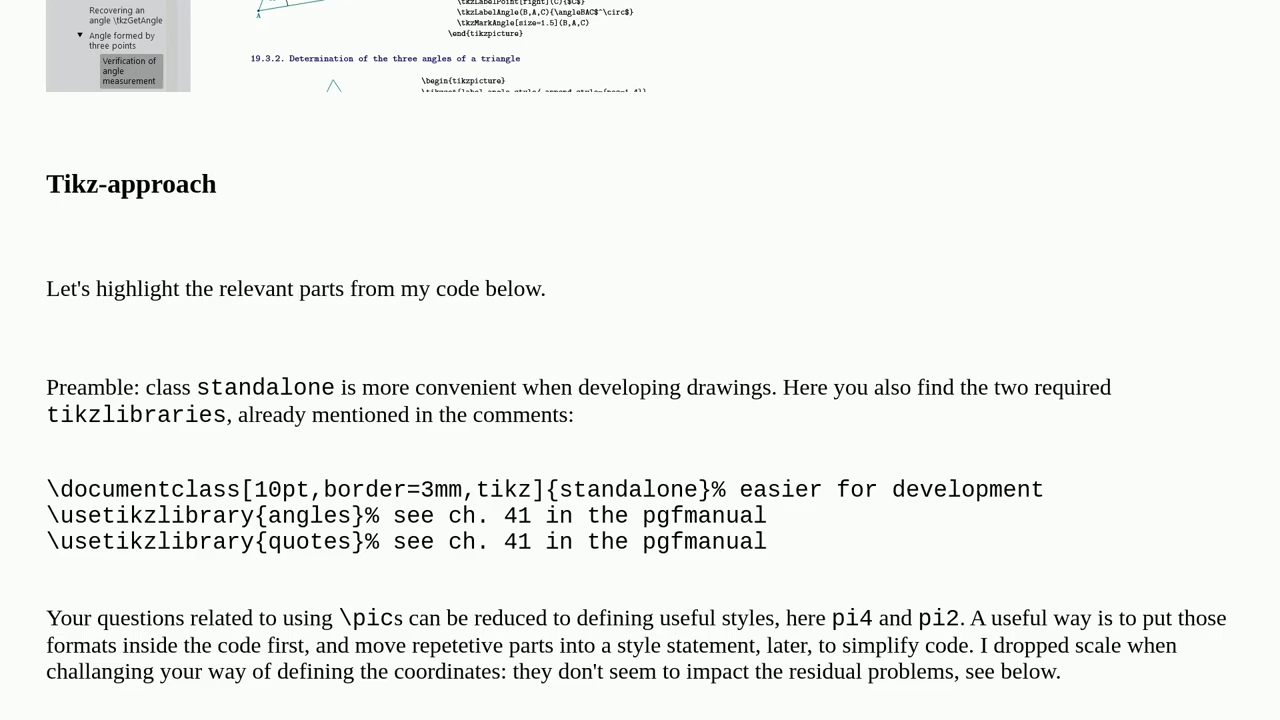 Recovering an
angle \tkzGetAngle
Angle formed by
three points
Verification of
angle
measurement
A
\tkzLabelPoint[right](C){$C$}
\tkzLabelAngle(B,A,C){\angleBAC$^\circ$}
\tkzMarkAngle[size=1.5](B,A,C)
\end{tikzpicture}
19.3.2. Determination of the three angles of a triangle
\begin{tikzpicture}
Tikz-approach
Let's highlight the relevant parts from my code below.
Preamble: class standalone is more convenient when developing drawings. Here you also find the two required
tikzlibraries, already mentioned in the comments:
\documentclass[10pt,border=3mm,tikz]{standalone}% easier for development
\usetikzlibrary{angles}% see ch. 41 in the pgfmanual
\usetikzlibrary{quotes}% see ch. 41 in the pgfmanual
Your questions related to using \pics can be reduced to defining useful styles, here pi4 and pi2. A useful way is to put those
formats inside the code first, and move repetetive parts into a style statement, later, to simplify code. I dropped scale when
challanging your way of defining the coordinates: they don't seem to impact the residual problems, see below.